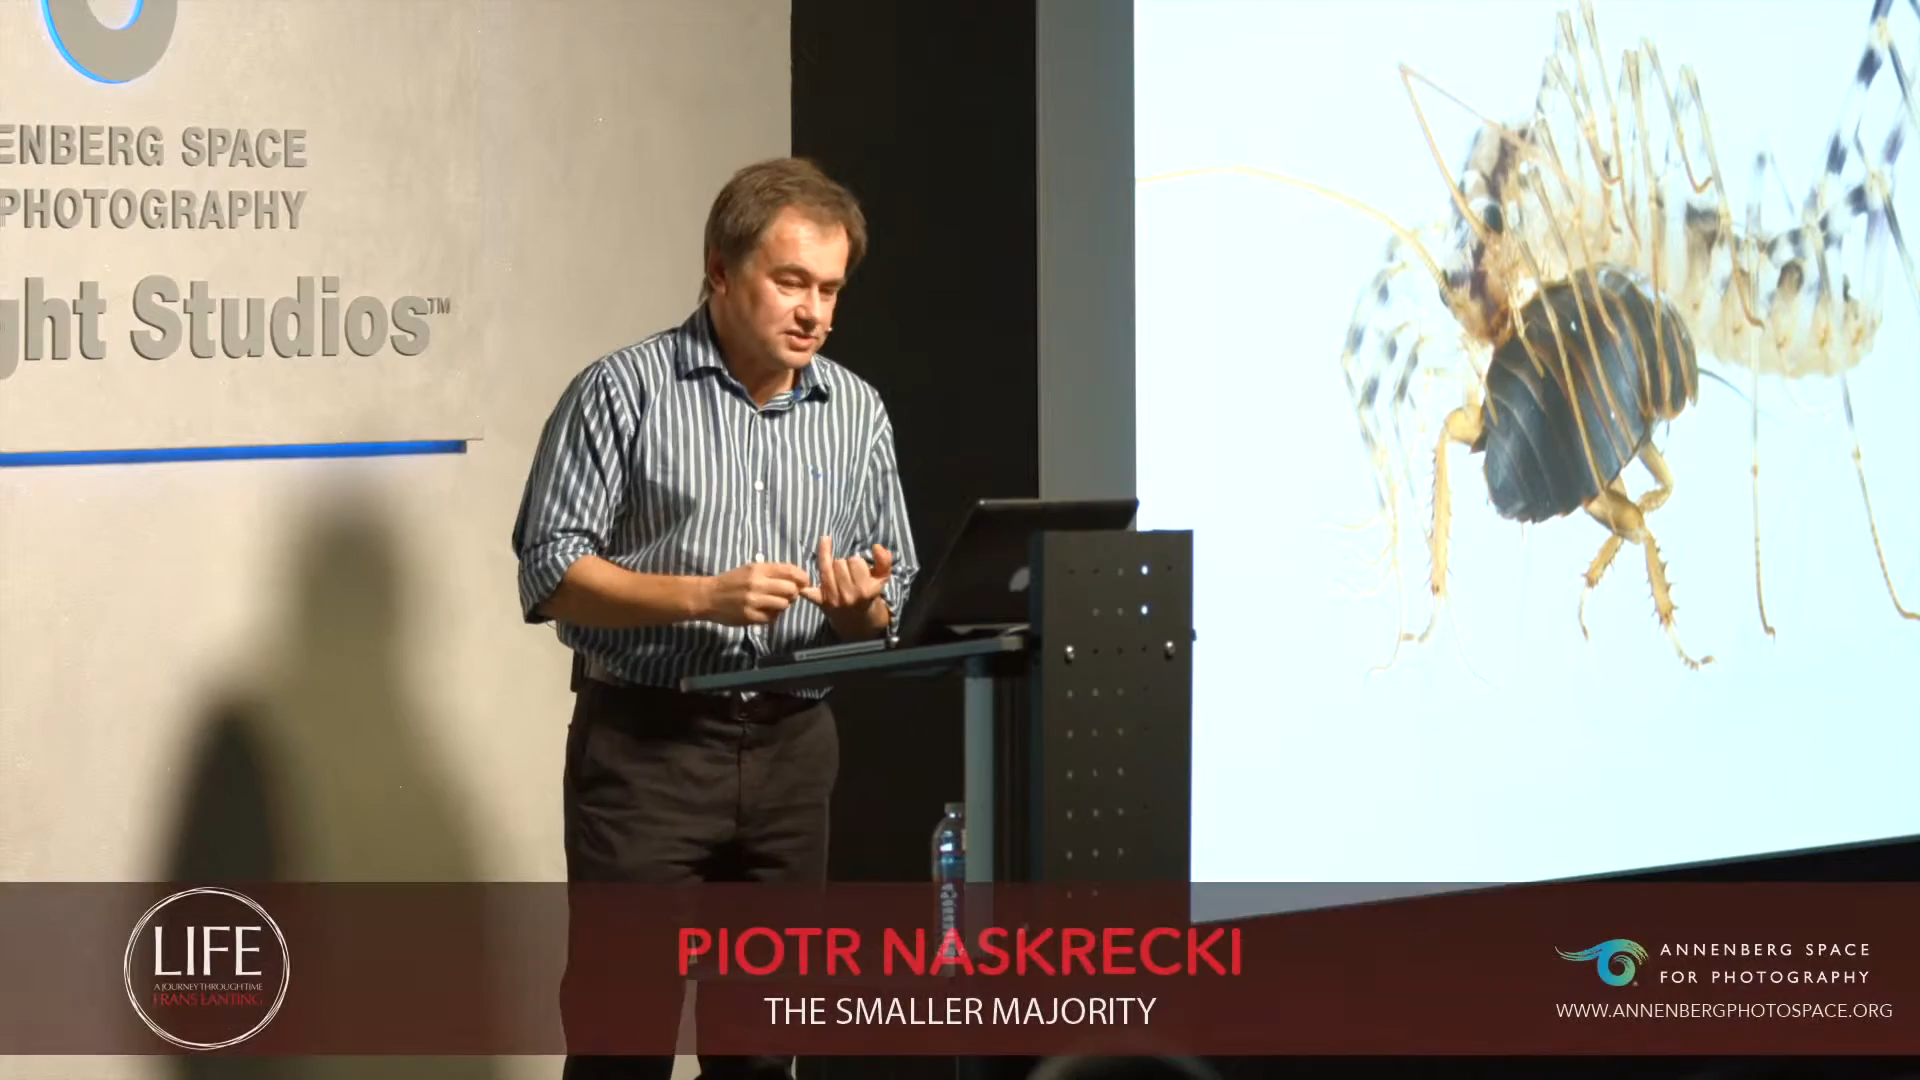 ENBERG SPACE
PHOTOGRAPHY
ght Studios™
LIFE
A JOURNEY THROUGH TIME
FRANS LANTING
PIOTR NASKRECKI
THE SMALLER MAJORITY
ANNENBERG SPACE
FOR PHOTOGRAPHY
WWW.ANNENBERGPHOTOSPACE.ORG